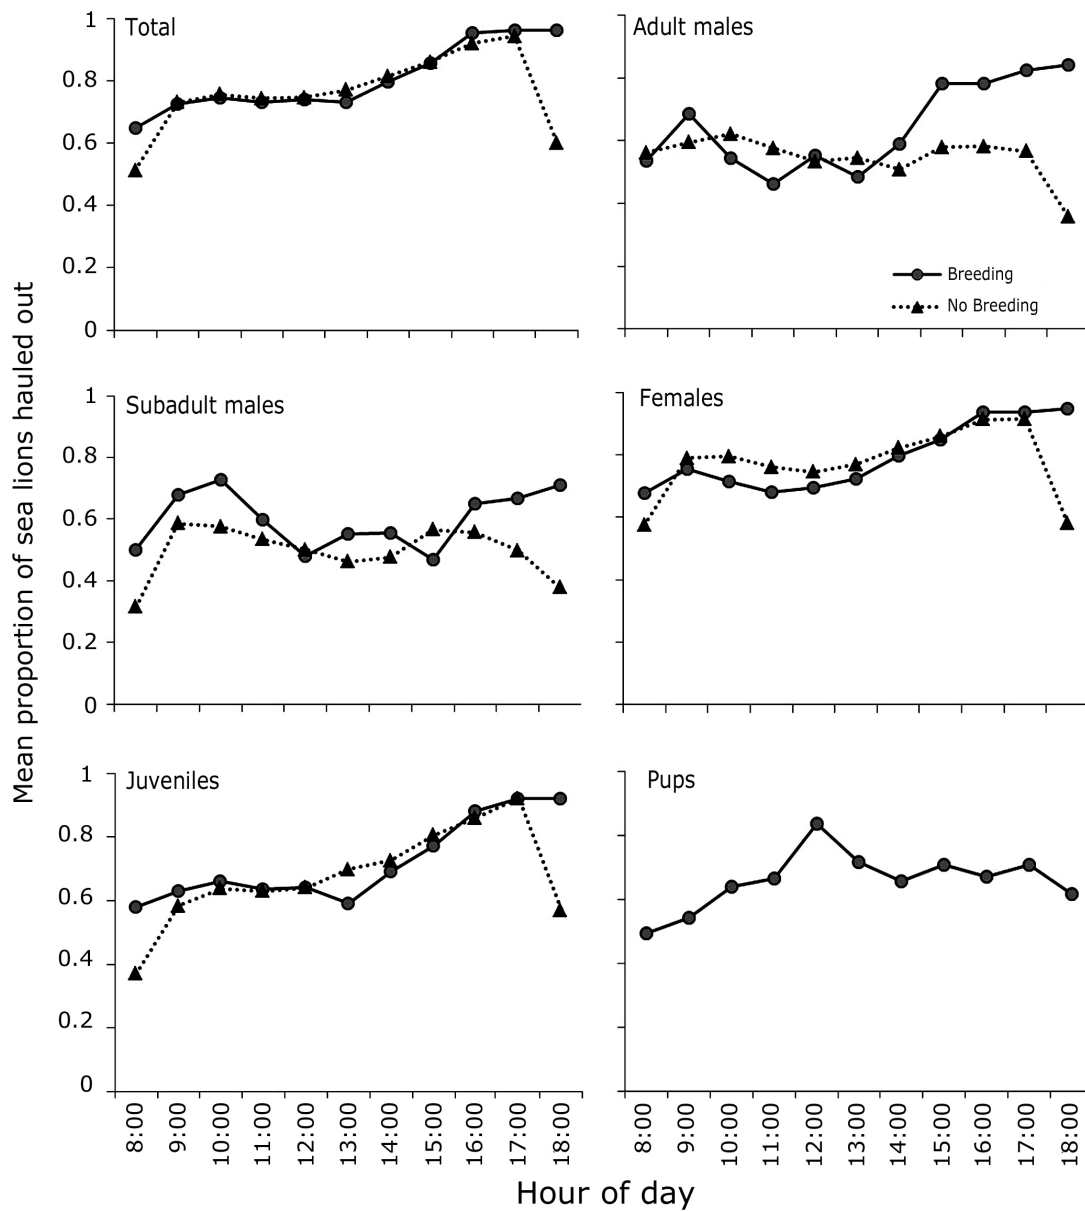 Mean proportion of sea lions hauled out
Total
1
0.8
0.6
0.4
0.2
0
Adult males
Breeding
No Breeding
Subadult males
1
0.8
0.6
0.4
0.2
0
Females
Juveniles
1
0.8
0.6
0.4
0.2
0
Pups
8:00 9:00 10:00 11:00 12:00 13:00 14:00 15:00 16:00 17:00 18:00
8:00 9:00 10:00 11:00 12:00 13:00 14:00 15:00 16:00 17:00 18:00
Hour of day